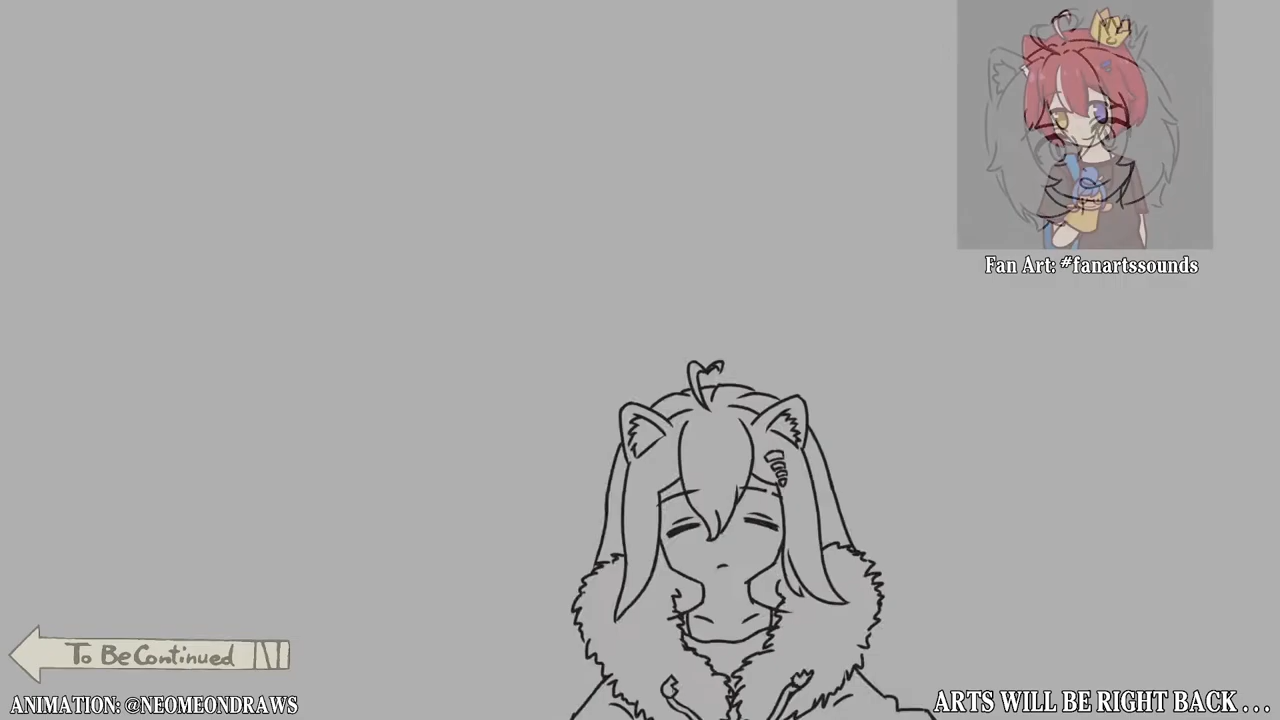 Fan Art: #fanartssounds
To Be Continued
ANIMATION: @NEOMEONDRAWS
ARTS WILL BE RIGHT BACK . . .